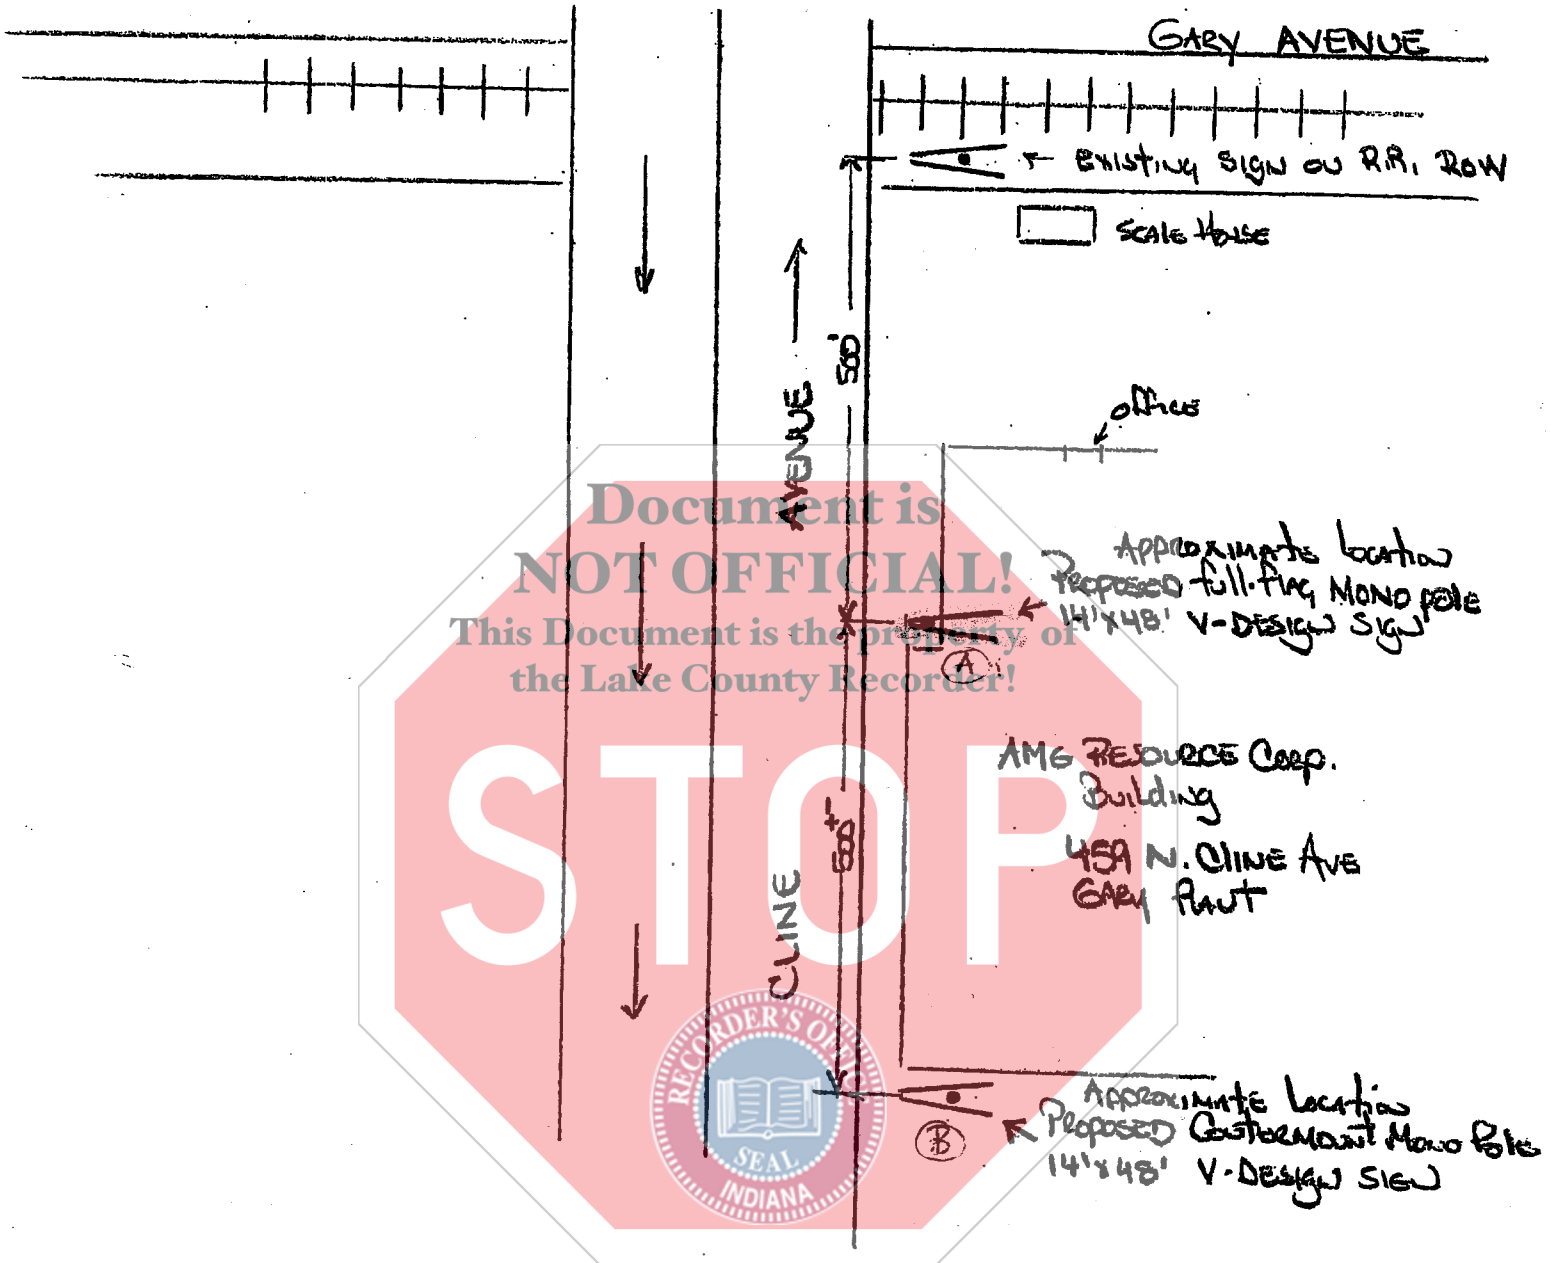 GARY AVENUE
Existing Sign on R.R. ROW
Scale House
500'
office
AVENUE
Document is
NOT OFFICIAL!
This Document is the property of
the Lake County Recorder!
Approximate Location
Proposed full-flag MONO pole
14'x48' V-DESIGN SIGN
A
STOP
AMG RESOURCE Corp.
Building
459 N. Cline Ave
Gary Plant
500'±
CLINE
RECORDER'S OFFICE
SEAL
INDIANA
Approximate Location
Proposed Centermount Mono Pole
14'x48' V-DESIGN SIGN
B